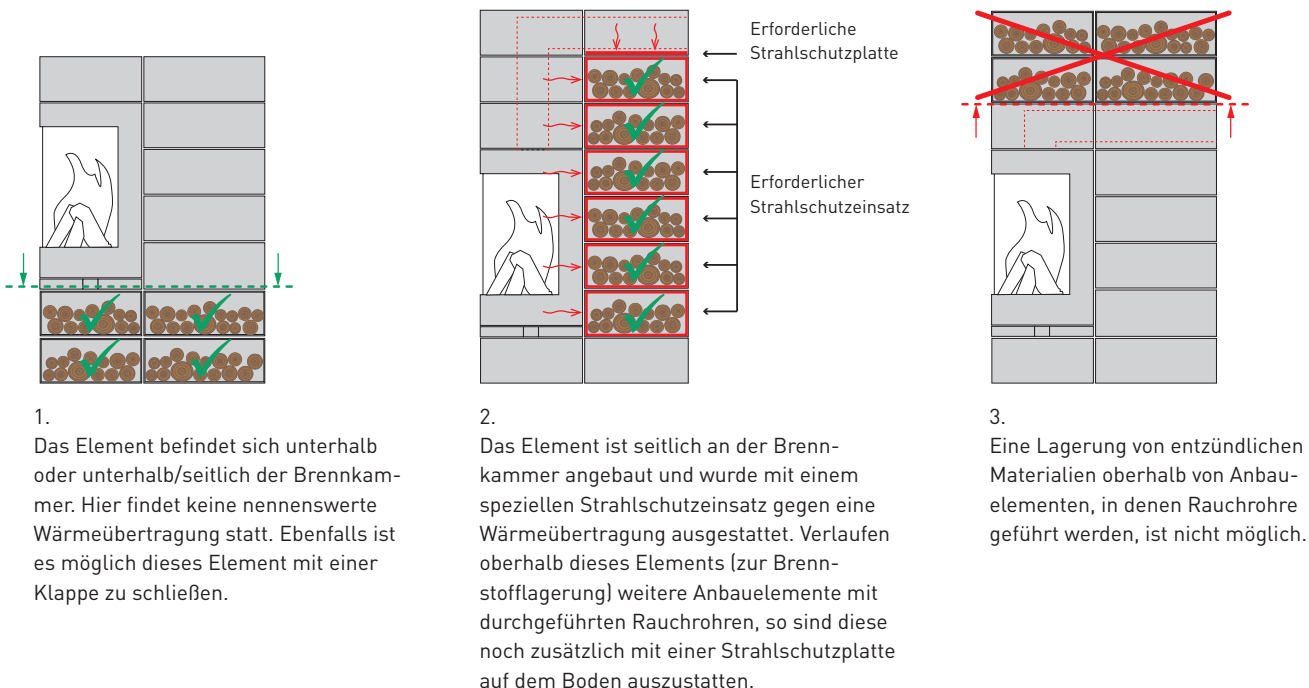 Erforderliche
Strahlschutzplatte
Erforderlicher
Strahlschutzeinsatz
1.
Das Element befindet sich unterhalb
oder unterhalb/seitlich der Brennkam-
mer. Hier findet keine nennenswerte
Wärmeübertragung statt. Ebenfalls ist
es möglich dieses Element mit einer
Klappe zu schließen.
2.
Das Element ist seitlich an der Brenn-
kammer angebaut und wurde mit einem
speziellen Strahlschutzeinsatz gegen eine
Wärmeübertragung ausgestattet. Verlaufen
oberhalb dieses Elements (zur Brenn-
stofflagerung) weitere Anbauelemente mit
durchgeführten Rauchrohren, so sind diese
noch zusätzlich mit einer Strahlschutzplatte
auf dem Boden auszustatten.
3.
Eine Lagerung von entzündlichen
Materialien oberhalb von Anbau-
elementen, in denen Rauchrohre
geführt werden, ist nicht möglich.